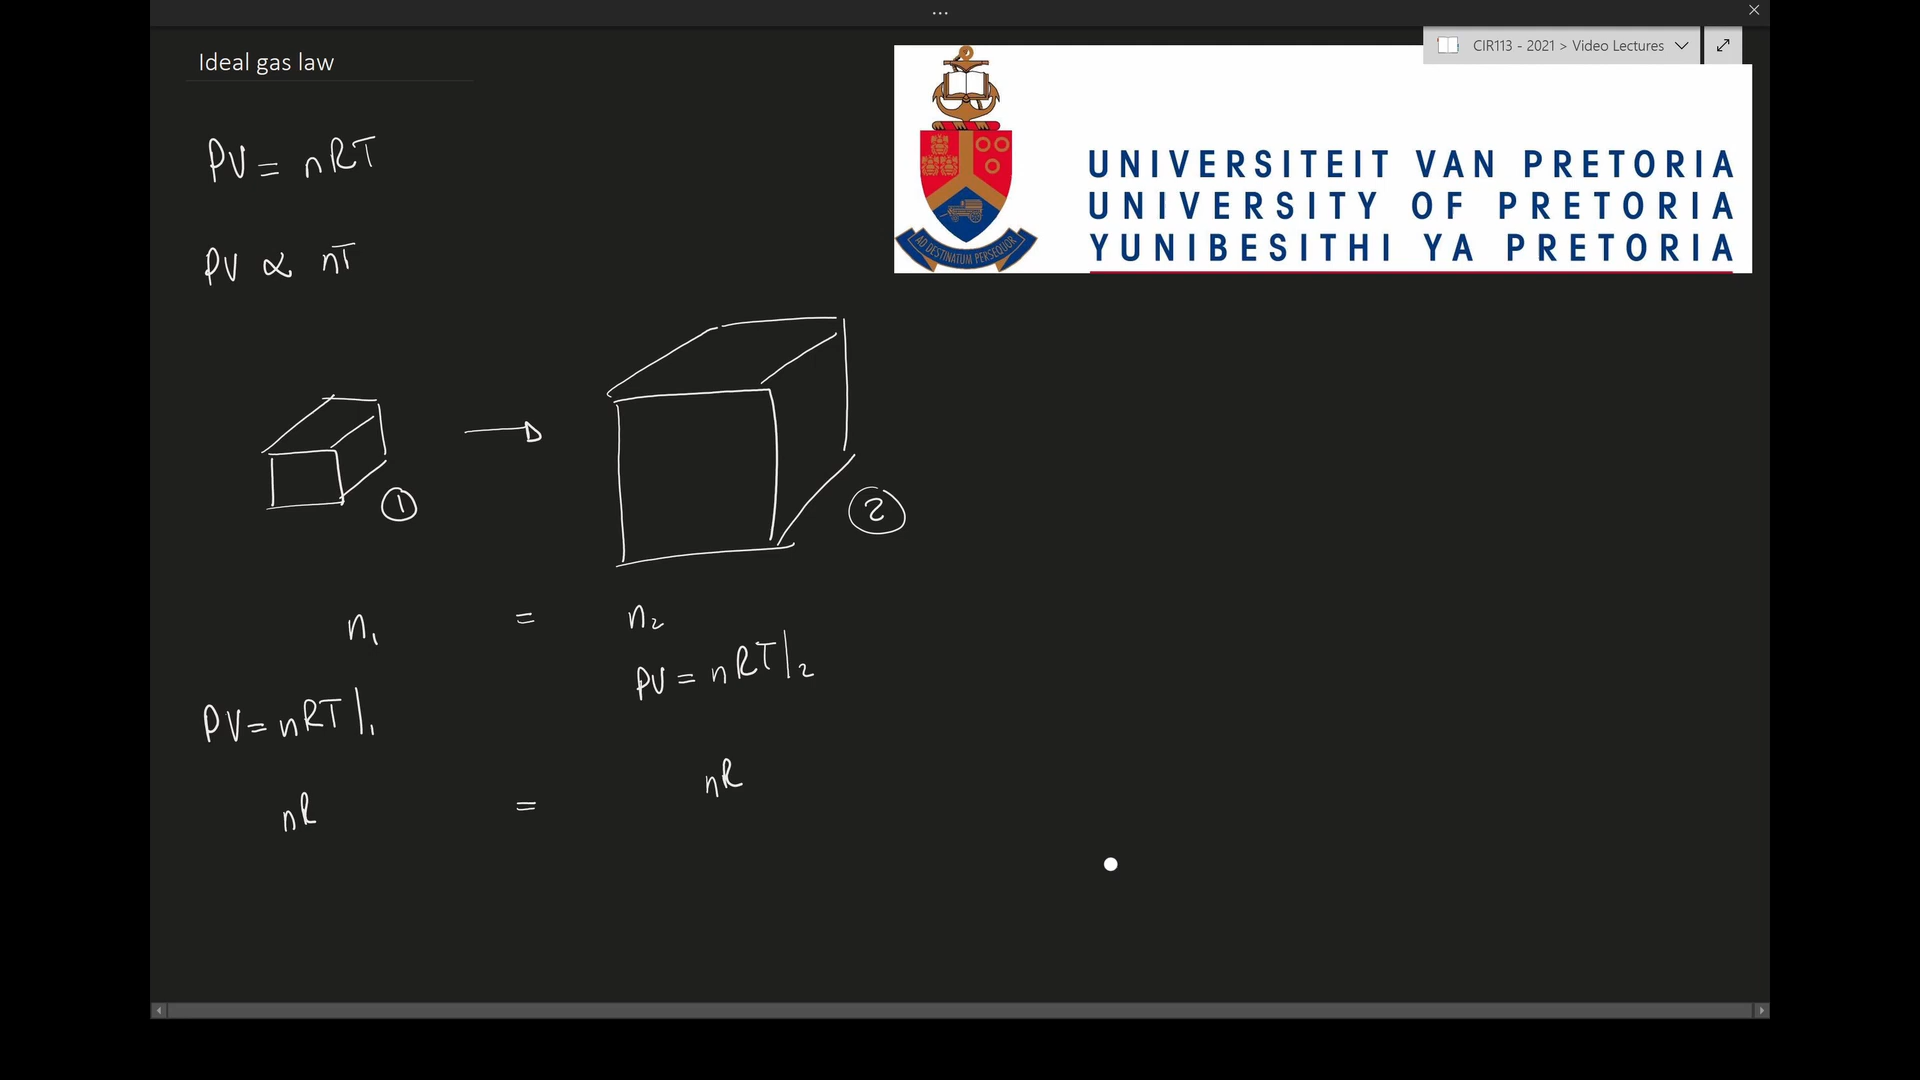 ...
CIR113 - 2021 > Video Lectures
Ideal gas law
UNIVERSITEIT VAN PRETORIA
UNIVERSITY OF PRETORIA
YUNIBESITHI YA PRETORIA
AD DESTINATUM PERSEQUOR
PV = nRT
PV ∝ nT
①
②
n₁ = n₂
PV = nRT|₂
PV = nRT|₁
nR = nR